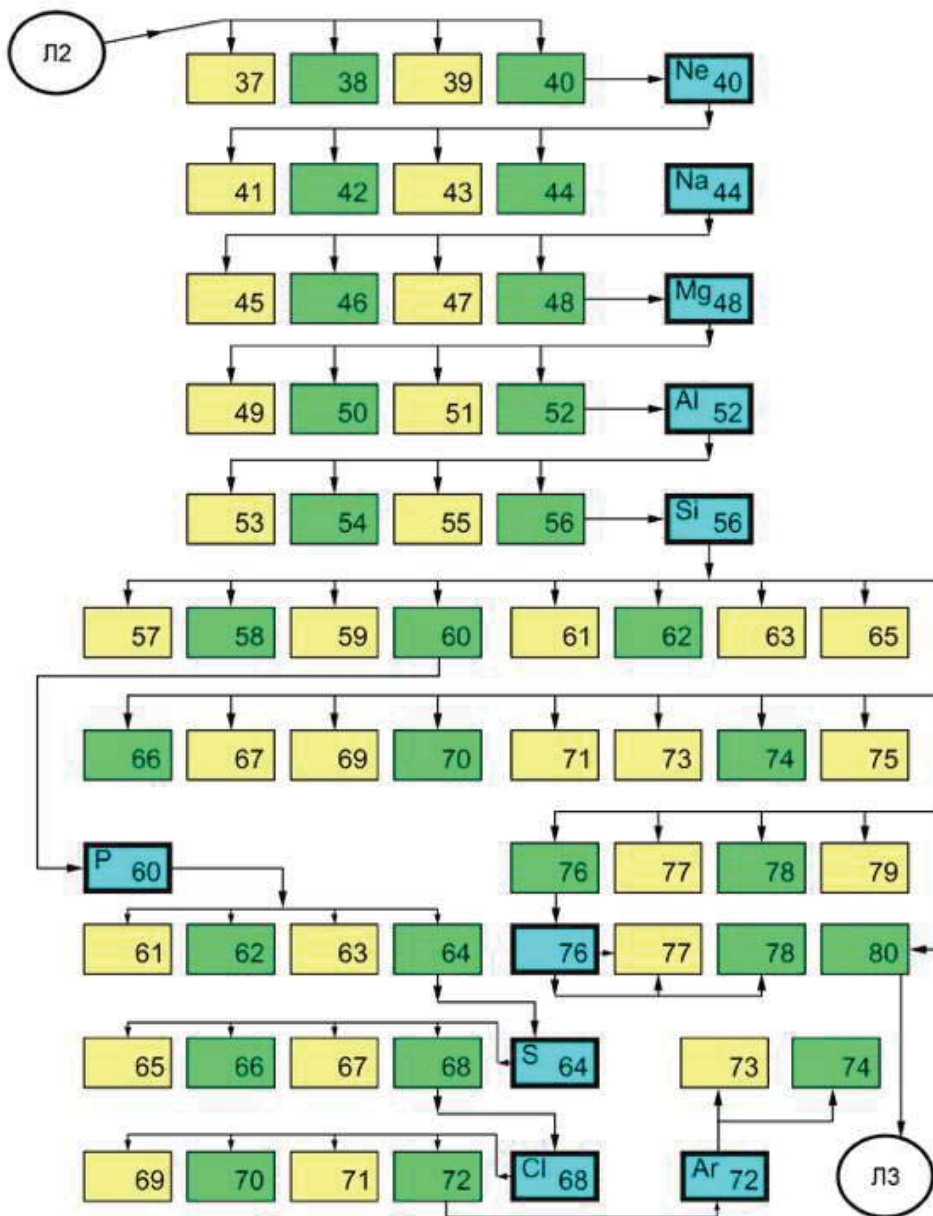 Л2
37 38 39 40 Ne 40
41 42 43 44 Na 44
45 46 47 48 Mg 48
49 50 51 52 Al 52
53 54 55 56 Si 56
57 58 59 60 61 62 63 65
66 67 69 70 71 73 74 75
P 60 76 77 78 79
61 62 63 64 76 77 78 80
65 66 67 68 S 64 73 74
69 70 71 72 Cl 68 Ar 72 Л3